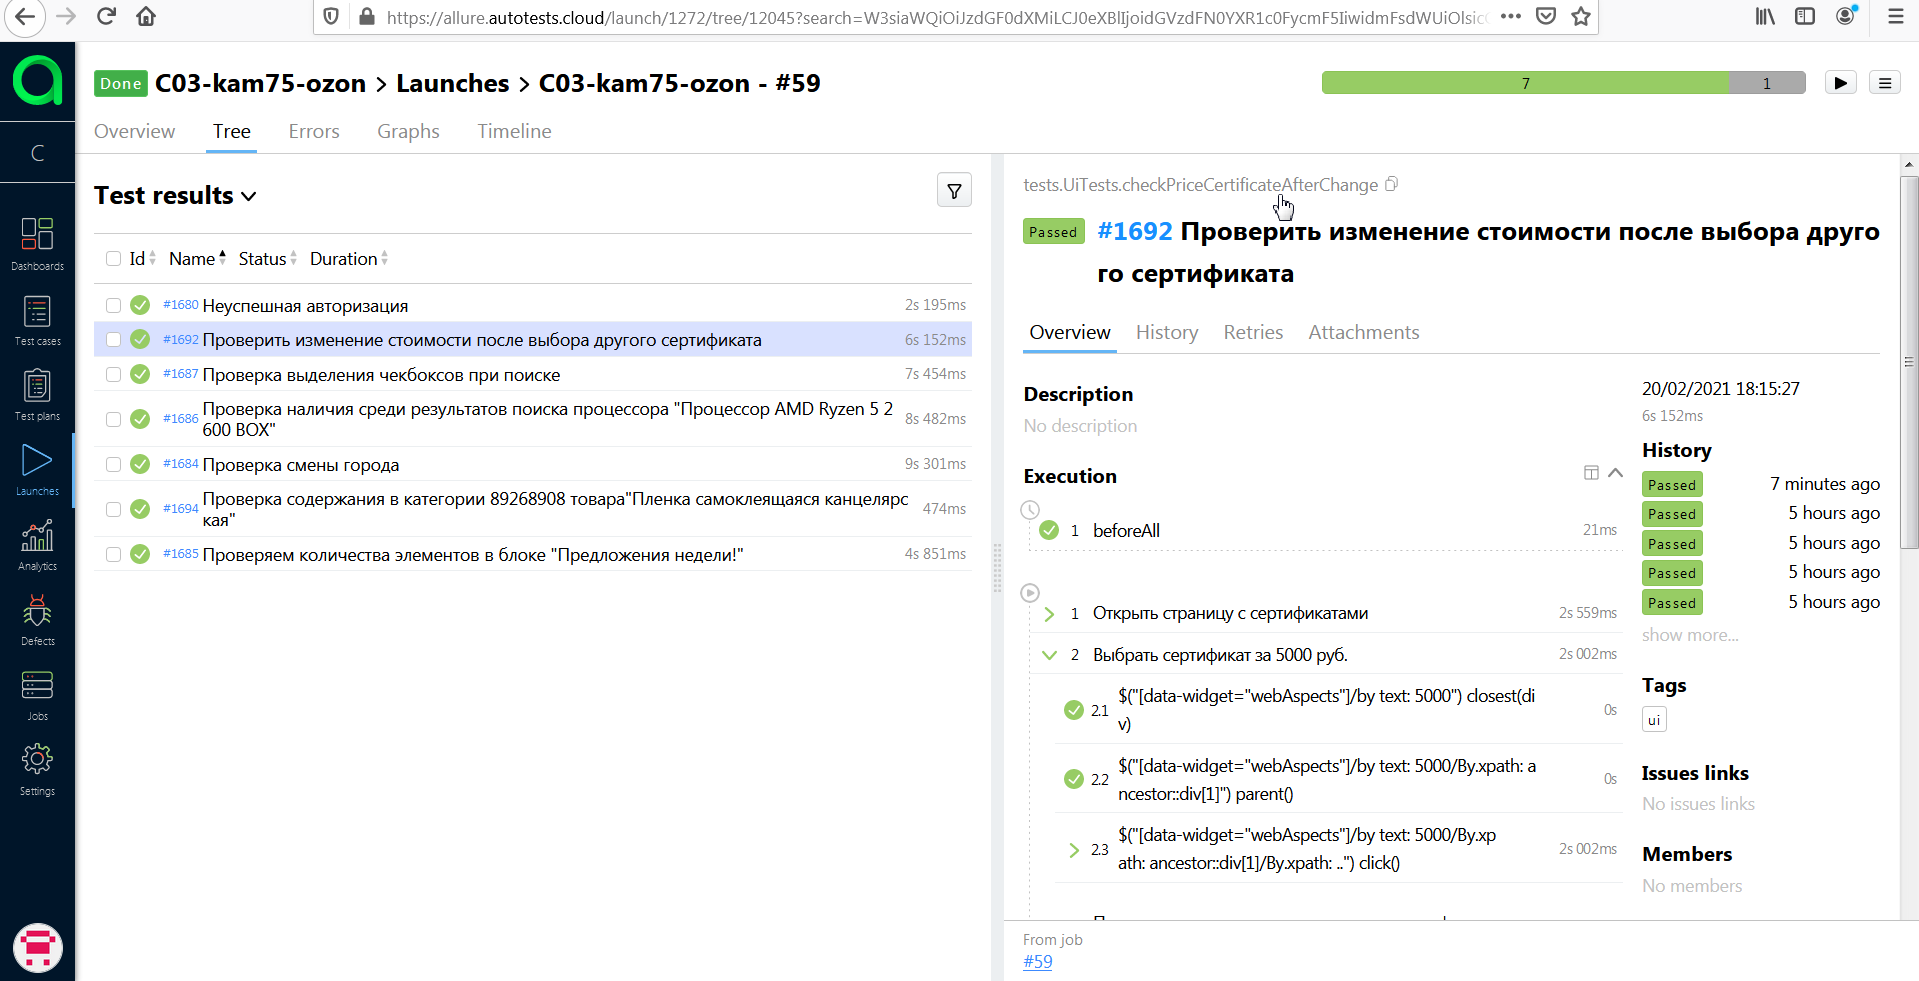 https://allure.autotests.cloud/launch/1272/tree/12045?search=
Done C03-kam75-ozon > Launches > C03-kam75-ozon - #59
7 1
Overview Tree Errors Graphs Timeline
C
Dashboards
Test cases
Test plans
Launches
Analytics
Defects
Jobs
Settings
Test results
Id Name Status Duration
#1680 Неуспешная авторизация 2s 195ms
#1692 Проверить изменение стоимости после выбора другого сертификата 6s 152ms
#1687 Проверка выделения чекбоксов при поиске 7s 454ms
#1686 Проверка наличия среди результатов поиска процессора "Процессор AMD Ryzen 5 2 8s 482ms
600 BOX"
#1684 Проверка смены города 9s 301ms
#1694 Проверка содержания в категории 89268908 товара"Пленка самоклеящаяся канцелярс 474ms
кая"
#1685 Проверяем количества элементов в блоке "Предложения недели!" 4s 851ms
tests.UiTests.checkPriceCertificateAfterChange
Passed #1692 Проверить изменение стоимости после выбора друго
го сертификата
Overview History Retries Attachments
Description
No description
Execution
1 beforeAll 21ms
1 Открыть страницу с сертификатами 2s 559ms
2 Выбрать сертификат за 5000 руб. 2s 002ms
2.1 $("[data-widget="webAspects"]/by text: 5000") closest(di 0s
v)
2.2 $("[data-widget="webAspects"]/by text: 5000/By.xpath: a 0s
ncestor::div[1]") parent()
2.3 $("[data-widget="webAspects"]/by text: 5000/By.xp 2s 002ms
ath: ancestor::div[1]/By.xpath: ..") click()
20/02/2021 18:15:27
6s 152ms
History
Passed 7 minutes ago
Passed 5 hours ago
Passed 5 hours ago
Passed 5 hours ago
Passed 5 hours ago
show more...
Tags
ui
Issues links
No issues links
Members
No members
From job
#59